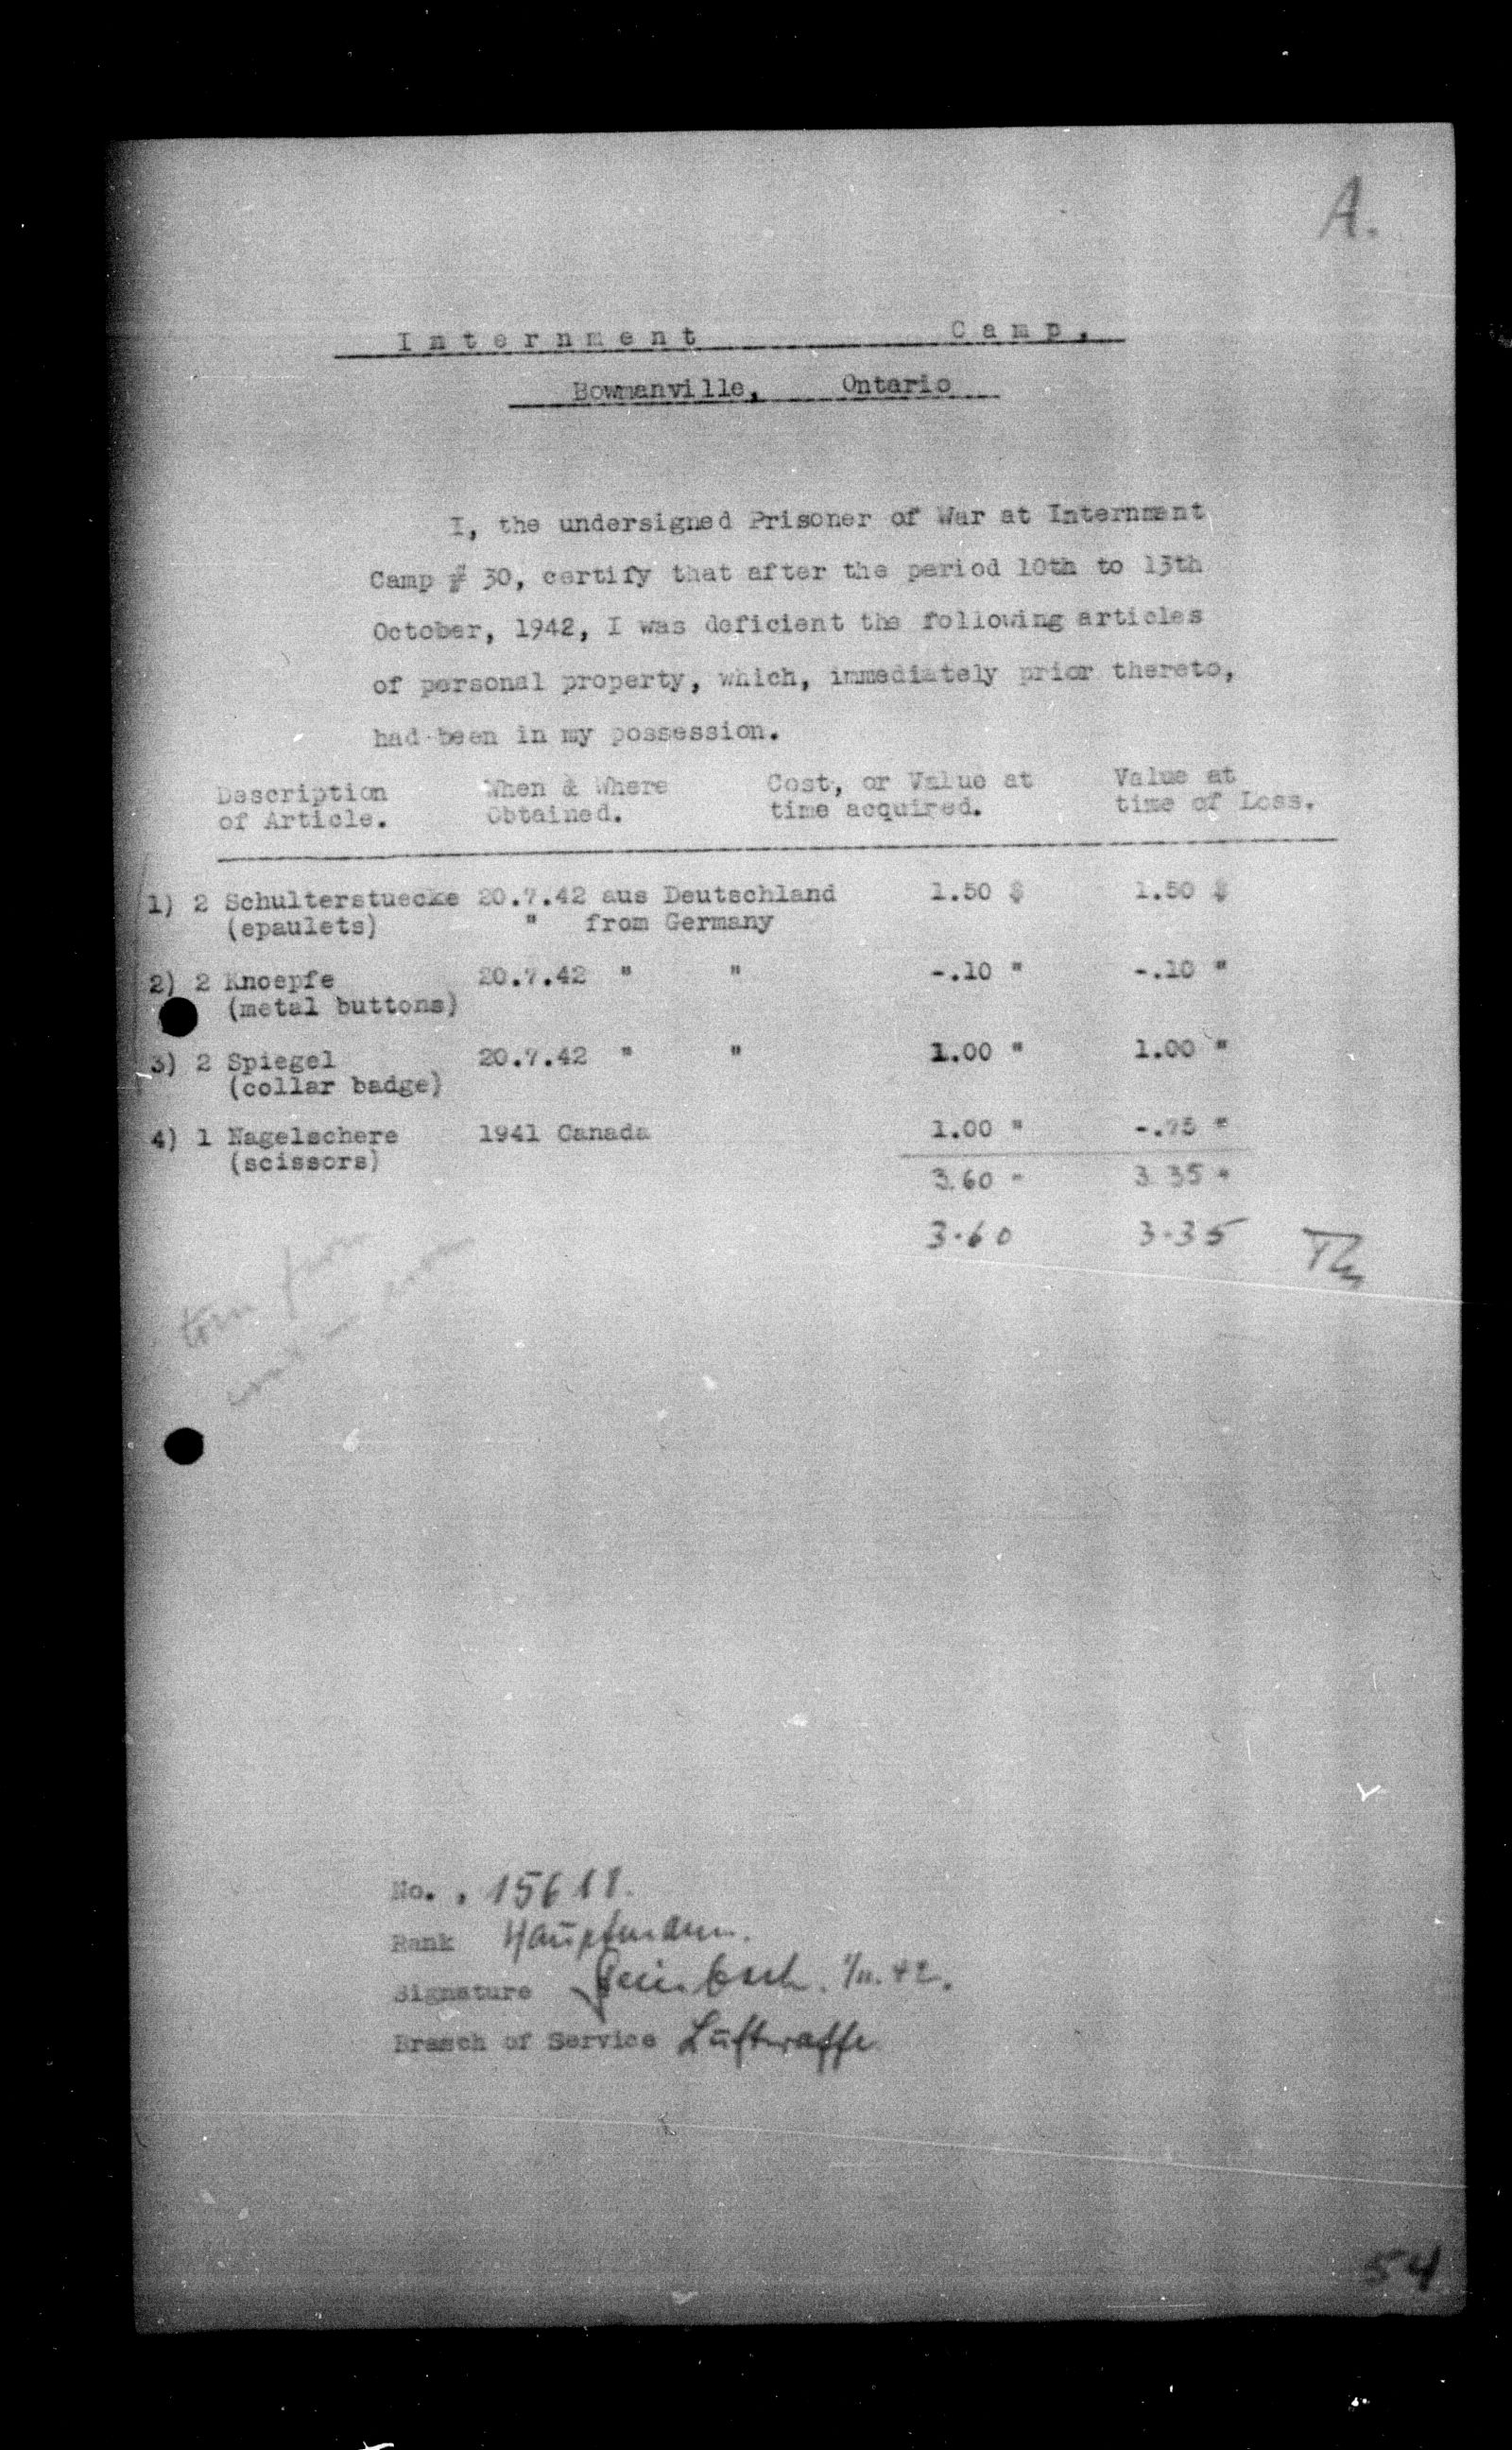 A.
Internment Camp.
Bowmanville, Ontario
I, the undersigned Prisoner of War at Internment
Camp # 30, certify that after the period 10th to 13th
October, 1942, I was deficient the following articles
of personal property, which, immediately prior thereto,
had been in my possession.
Description of Article. When & Where Obtained. Cost, or Value at time acquired. Value at time of Loss.
1) 2 Schulterstuecke 20.7.42 aus Deutschland 1.50 $ 1.50 $
(epaulets) " from Germany
2) 2 Knoepfe 20.7.42 " " -.10 " -.10 "
(metal buttons)
3) 2 Spiegel 20.7.42 " " 1.00 " 1.00 "
(collar badge)
4) 1 Nagelschere 1941 Canada 1.00 " -.75 "
(scissors)
3.60 " 3.35 "
3.60 3.35
torn from
No. . 15618.
Rank Hauptmann.
Signature 1/11. 42.
Branch of Service Luftwaffe
54